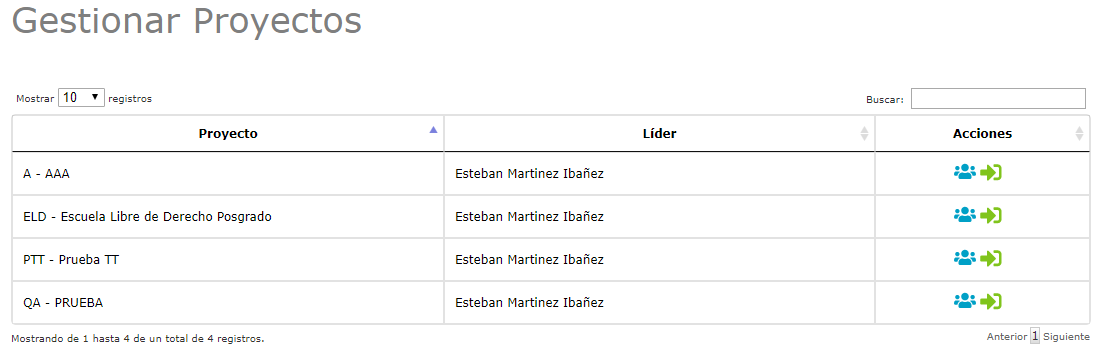 Gestionar Proyectos
Mostrar 10 registros Buscar:
Proyecto Líder Acciones
A - AAA Esteban Martinez Ibañez
ELD - Escuela Libre de Derecho Posgrado Esteban Martinez Ibañez
PTT - Prueba TT Esteban Martinez Ibañez
QA - PRUEBA Esteban Martinez Ibañez
Mostrando de 1 hasta 4 de un total de 4 registros. Anterior 1 Siguiente